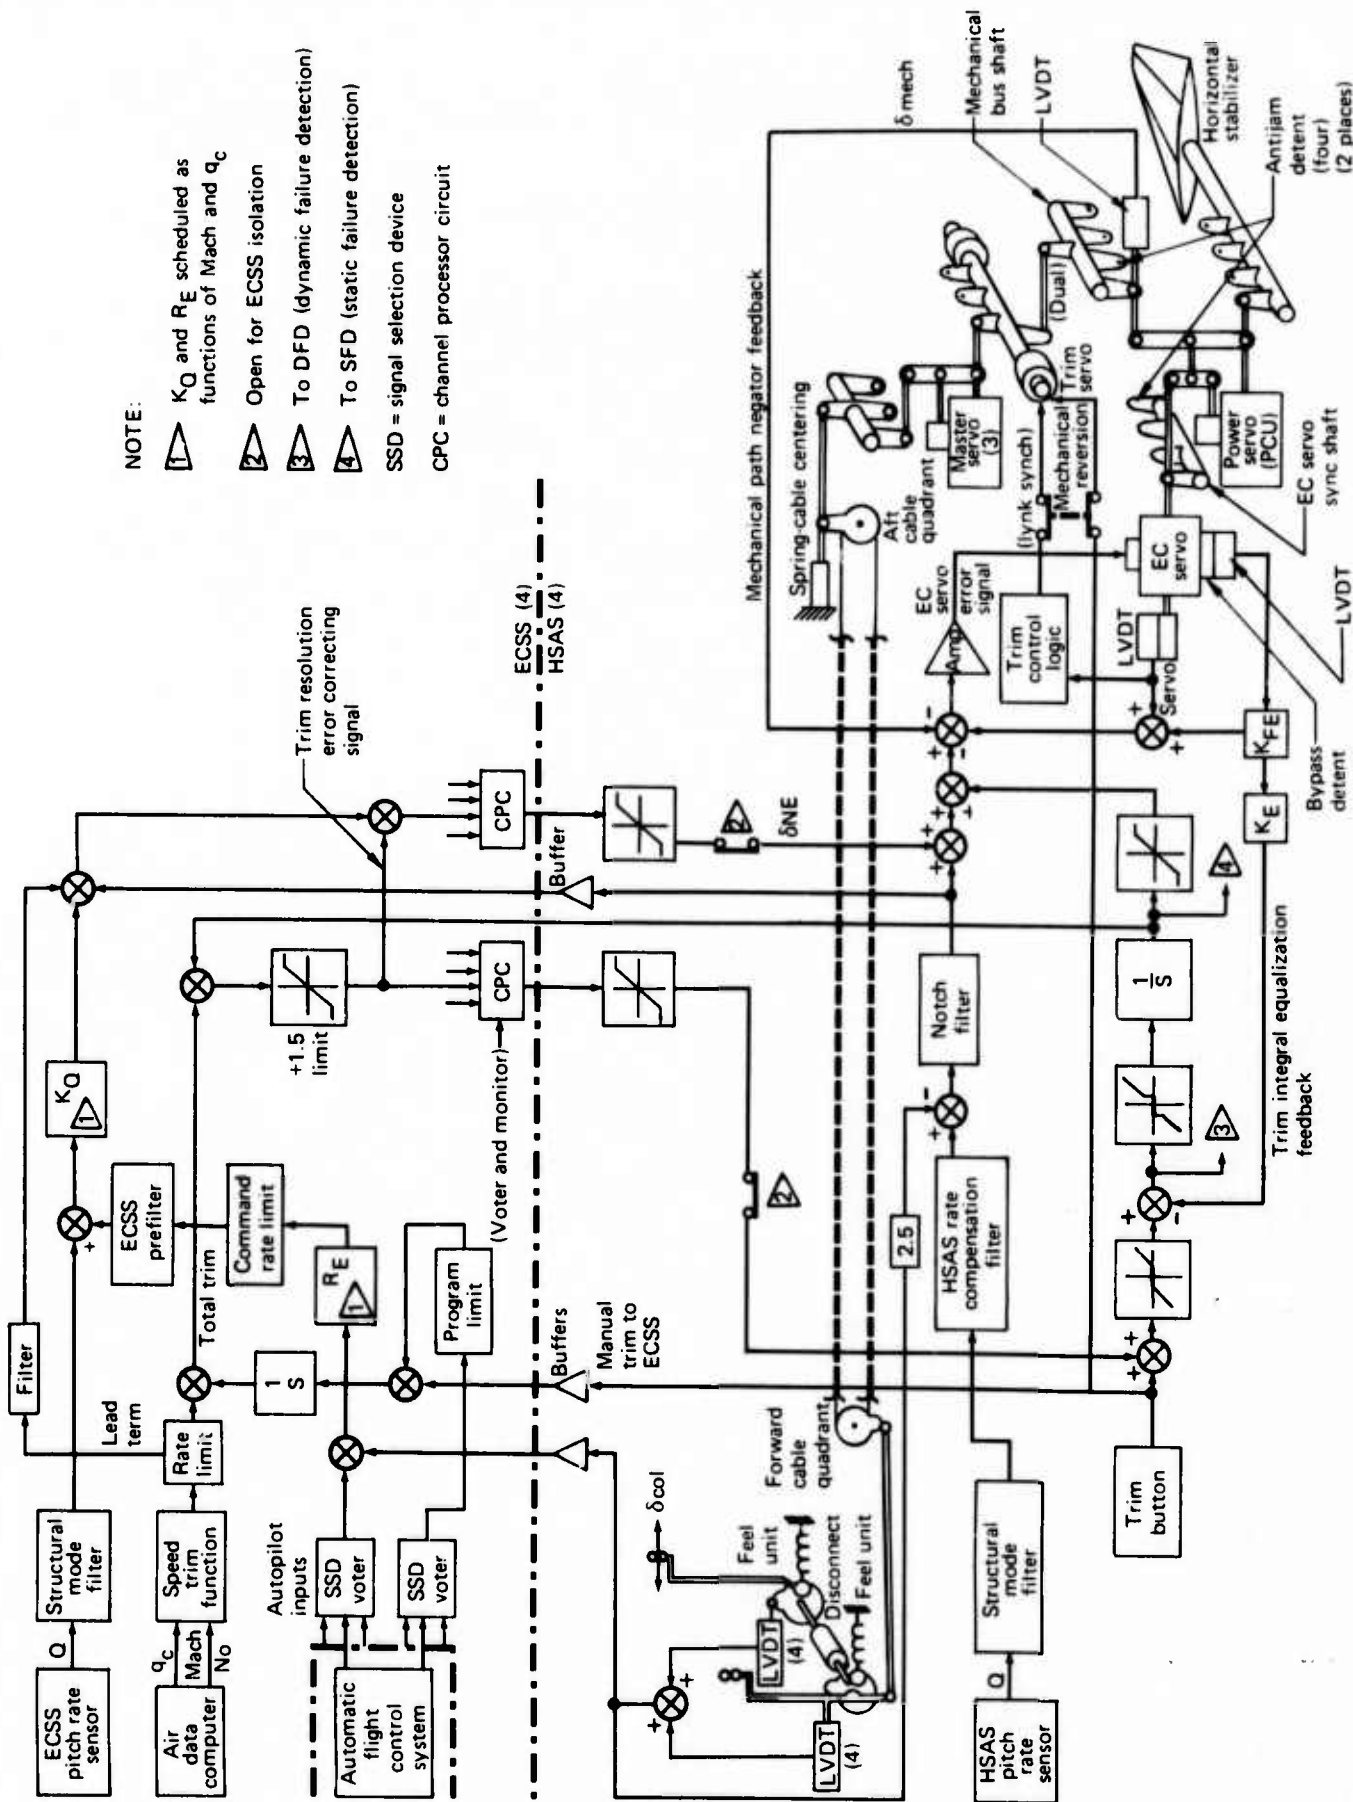 NOTE:
1 KQ and RE scheduled as
functions of Mach and qc
2 Open for ECSS isolation
3 To DFD (dynamic failure detection)
4 To SFD (static failure detection)
SSD = signal selection device
CPC = channel processor circuit
ECSS
pitch rate
sensor
Q
Structural
mode
filter
Filter
Lead
term
+
KQ
1
Air
data
computer
qc
Mach
No
Speed
trim
function
Rate
limit
Total trim
ECSS
prefilter
Command
rate limit
RE
1
+1.5
limit
Trim resolution
error correcting
signal
Autopilot
inputs
Automatic
flight
control
system
SSD
voter
SSD
voter
1
S
Program
limit
(Voter and monitor)
CPC
CPC
ECSS (4)
HSAS (4)
Buffers
Manual
trim to
ECSS
Buffer
2
δNE
2
δcol
Feel
unit
Disconnect
Feel unit
LVDT
(4)
LVDT
(4)
+
+
Forward
cable
quadrant
2.5
Mechanical path negator feedback
Spring-cable centering
Aft
cable
quadrant
Master
servo
(3)
δmech
Mechanical
bus shaft
LVDT
(Dual)
Horizontal
stabilizer
Antijam
detent
(four)
(2 places)
Trim
servo
(lynk synch)
Mechanical
reversion
EC servo
error
signal
Amp
Trim
control
logic
EC
servo
LVDT
Servo
Power
servo
(PCU)
EC servo
sync shaft
LVDT
Bypass
detent
KFE
KE
HSAS
pitch
rate
sensor
Q
Structural
mode
filter
HSAS rate
compensation
filter
+
-
Notch
filter
+
+
+
-
+
-
+
+
Trim
button
+
+
+
-
3
1
S
4
Trim integral equalization
feedback